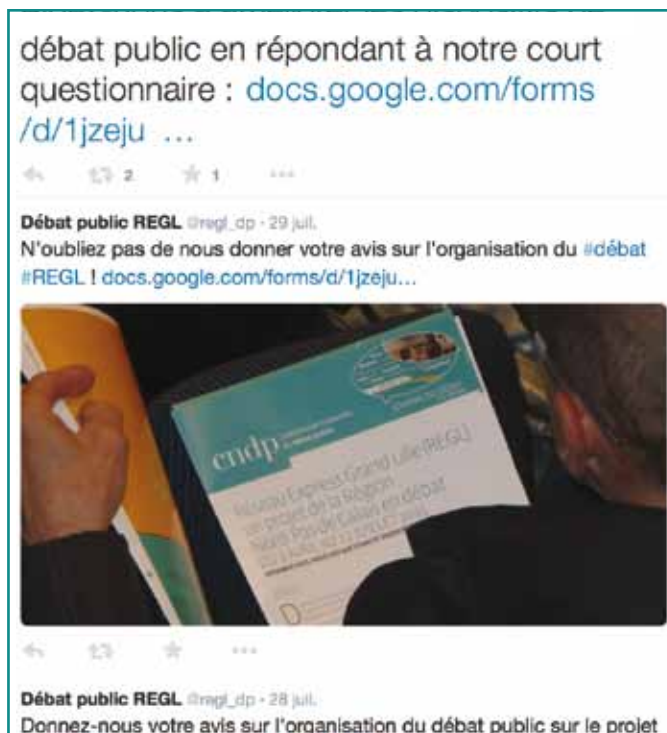 débat public en répondant à notre court
questionnaire : docs.google.com/forms
/d/1jzeju ...
2 1
Débat public REGL @regl_dp · 29 juil.
N'oubliez pas de nous donner votre avis sur l'organisation du #débat
#REGL ! docs.google.com/forms/d/1jzeju...
cndp
Réseau Express Grand Lille (REGL)
un projet de la Région
Nord-Pas de Calais en débat
Débat public REGL @regl_dp · 28 juil.
Donnez-nous votre avis sur l'organisation du débat public sur le projet